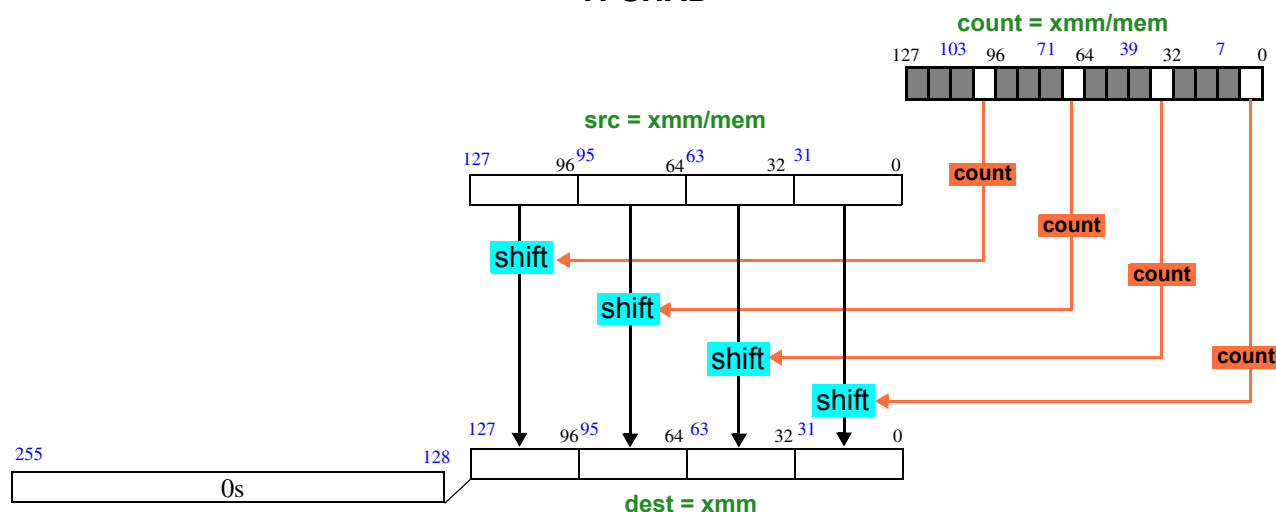 count = xmm/mem
127 103 96 71 64 39 32 7 0
src = xmm/mem
127 96 95 64 63 32 31 0
count
count
shift
count
shift
shift
count
shift
127 96 95 64 63 32 31 0
255 128
0s
dest = xmm